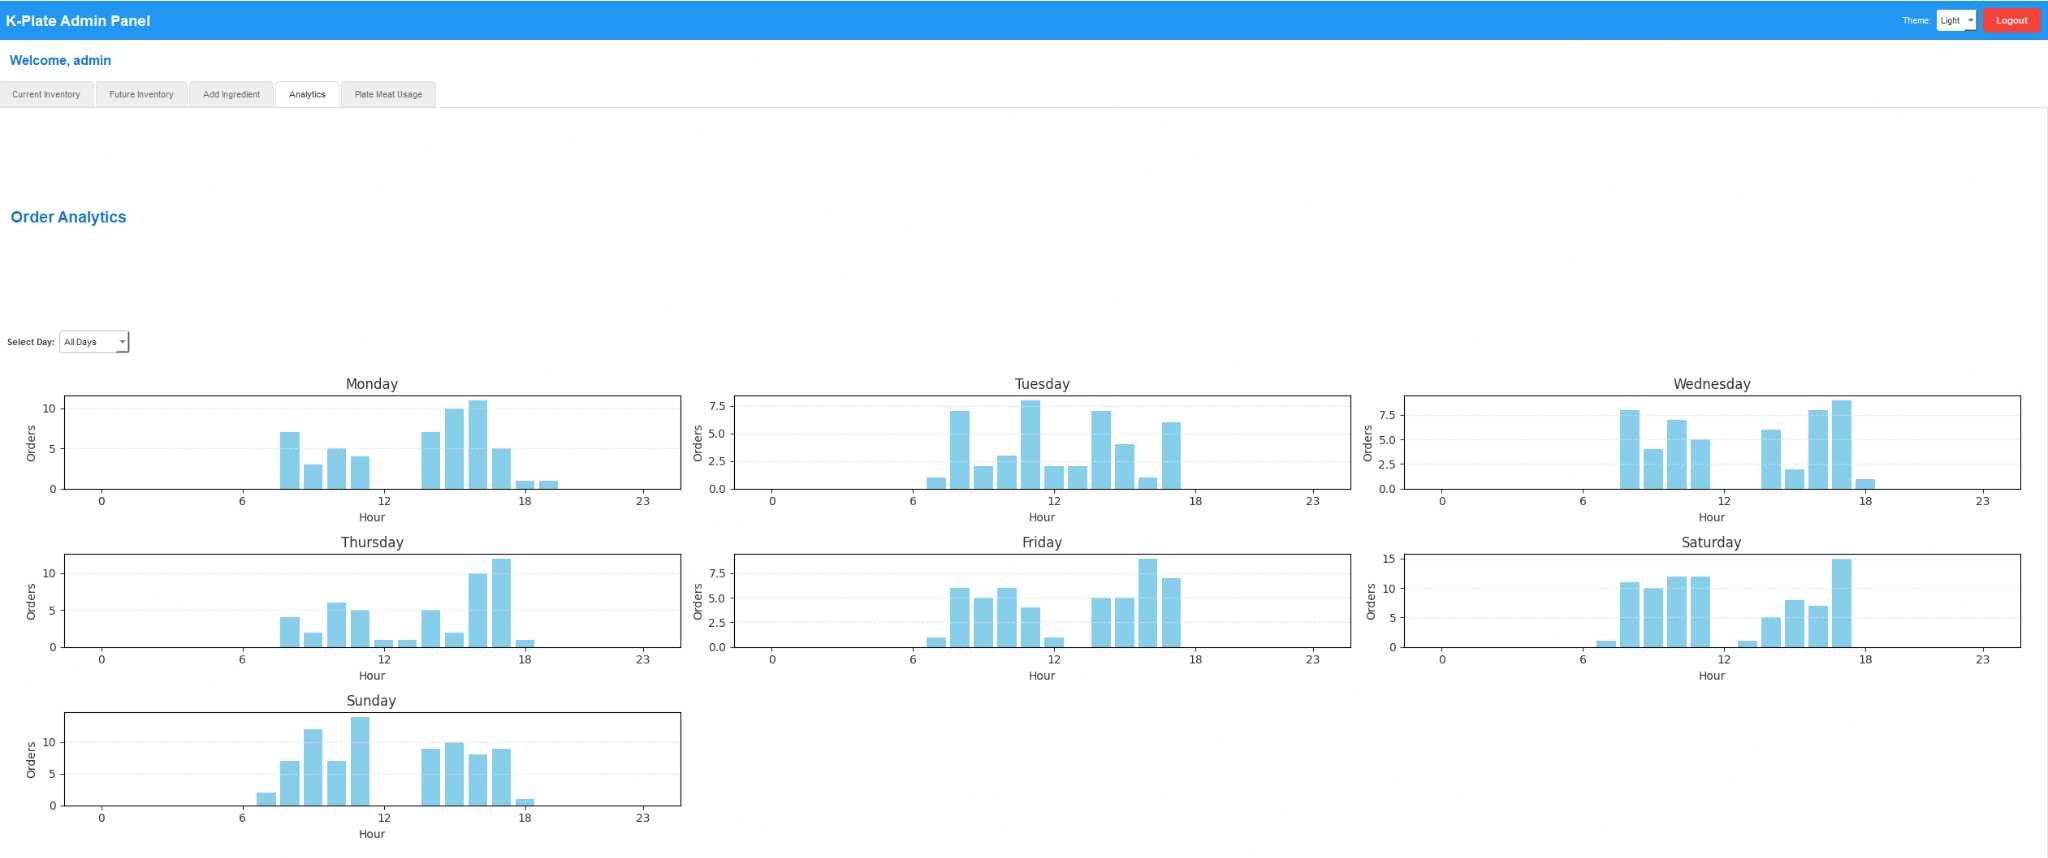 K-Plate Admin Panel
Theme: Light Logout
Welcome, admin
Current Inventory Future Inventory Add Ingredient Analytics Plate Meat Usage
Order Analytics
Select Day: All Days
Monday
10
5
0
Orders
0 6 12 18 23
Hour
Tuesday
7.5
5.0
2.5
0.0
Orders
0 6 12 18 23
Hour
Wednesday
7.5
5.0
2.5
0.0
Orders
0 6 12 18 23
Hour
Thursday
10
5
0
Orders
0 6 12 18 23
Hour
Friday
7.5
5.0
2.5
0.0
Orders
0 6 12 18 23
Hour
Saturday
15
10
5
0
Orders
0 6 12 18 23
Hour
Sunday
10
5
0
Orders
0 6 12 18 23
Hour